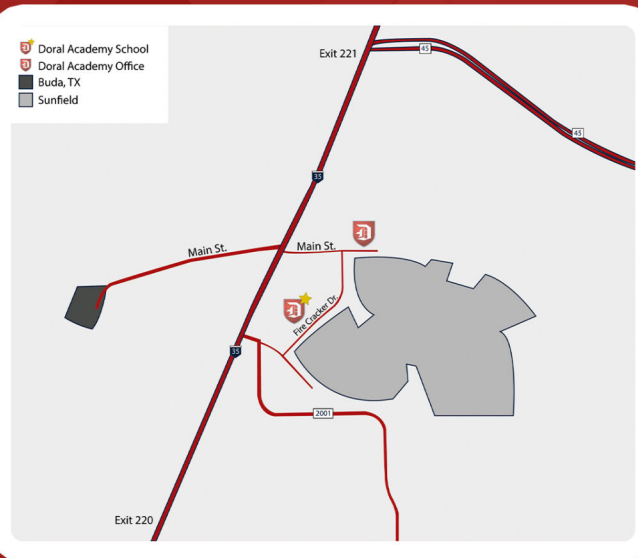 Doral Academy School
Doral Academy Office
Buda, TX
Sunfield
Exit 221
45
45
35
Main St.
Main St.
Fire Cracker Dr.
35
2001
Exit 220